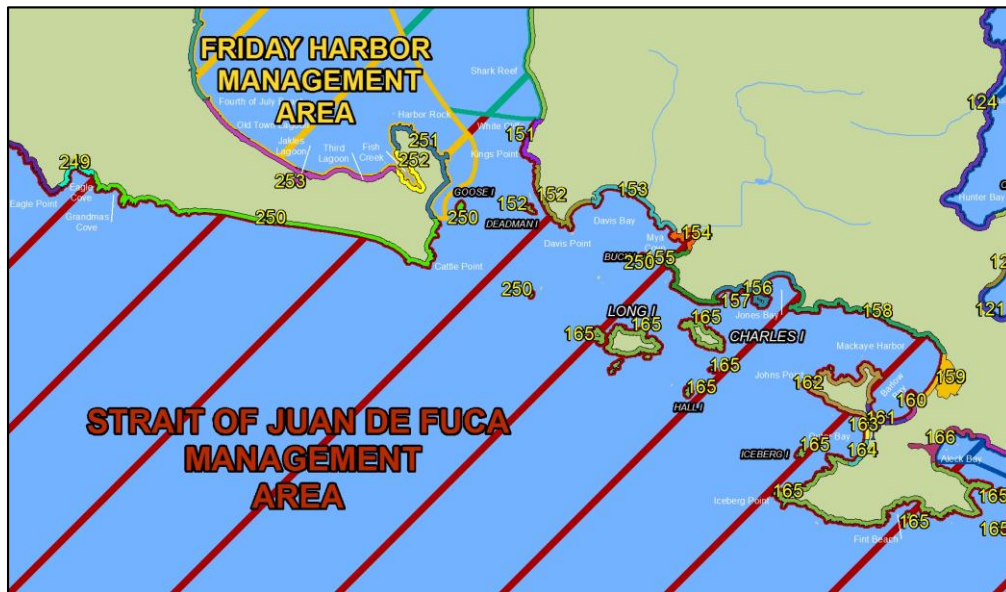 FRIDAY HARBOR
MANAGEMENT
AREA
Shark Reef
124
Fourth of July
Harbor Rock
Old Town Lagoon
251
White Cliff
151
Jakles
Lagoon
Third
Lagoon
Fish
Creek
252
Kings Point
249
253
Eagle
Cove
Eagle Point
Grandmas
Cove
GOOSE I
152
152
153
Hunter Bay
250
250
DEADMAN I
Davis Bay
154
Davis Point
Mya
Cove
Cattle Point
250
155
250
156
157
121
LONG I
165
165
165
CHARLES I
Jones Bay
158
Mackaye Harbor
165
Johns Point
162
159
165
HALL I
Barlow
Bay
160
161
163
STRAIT OF JUAN DE FUCA
MANAGEMENT
AREA
165
164
166
ICEBERG I
Aleck Bay
Iceberg Point
165
165
165
Flint Beach
165